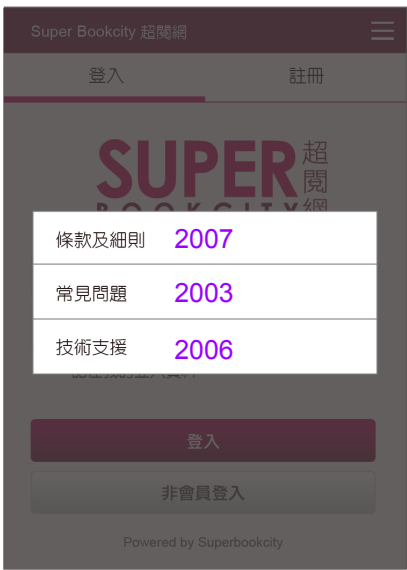 Super Bookcity 超閱網
登入
註冊
SUPER 超閱網
BOOKCITY
條款及細則 2007
常見問題 2003
技術支援 2006
登入
非會員登入
Powered by Superbookcity